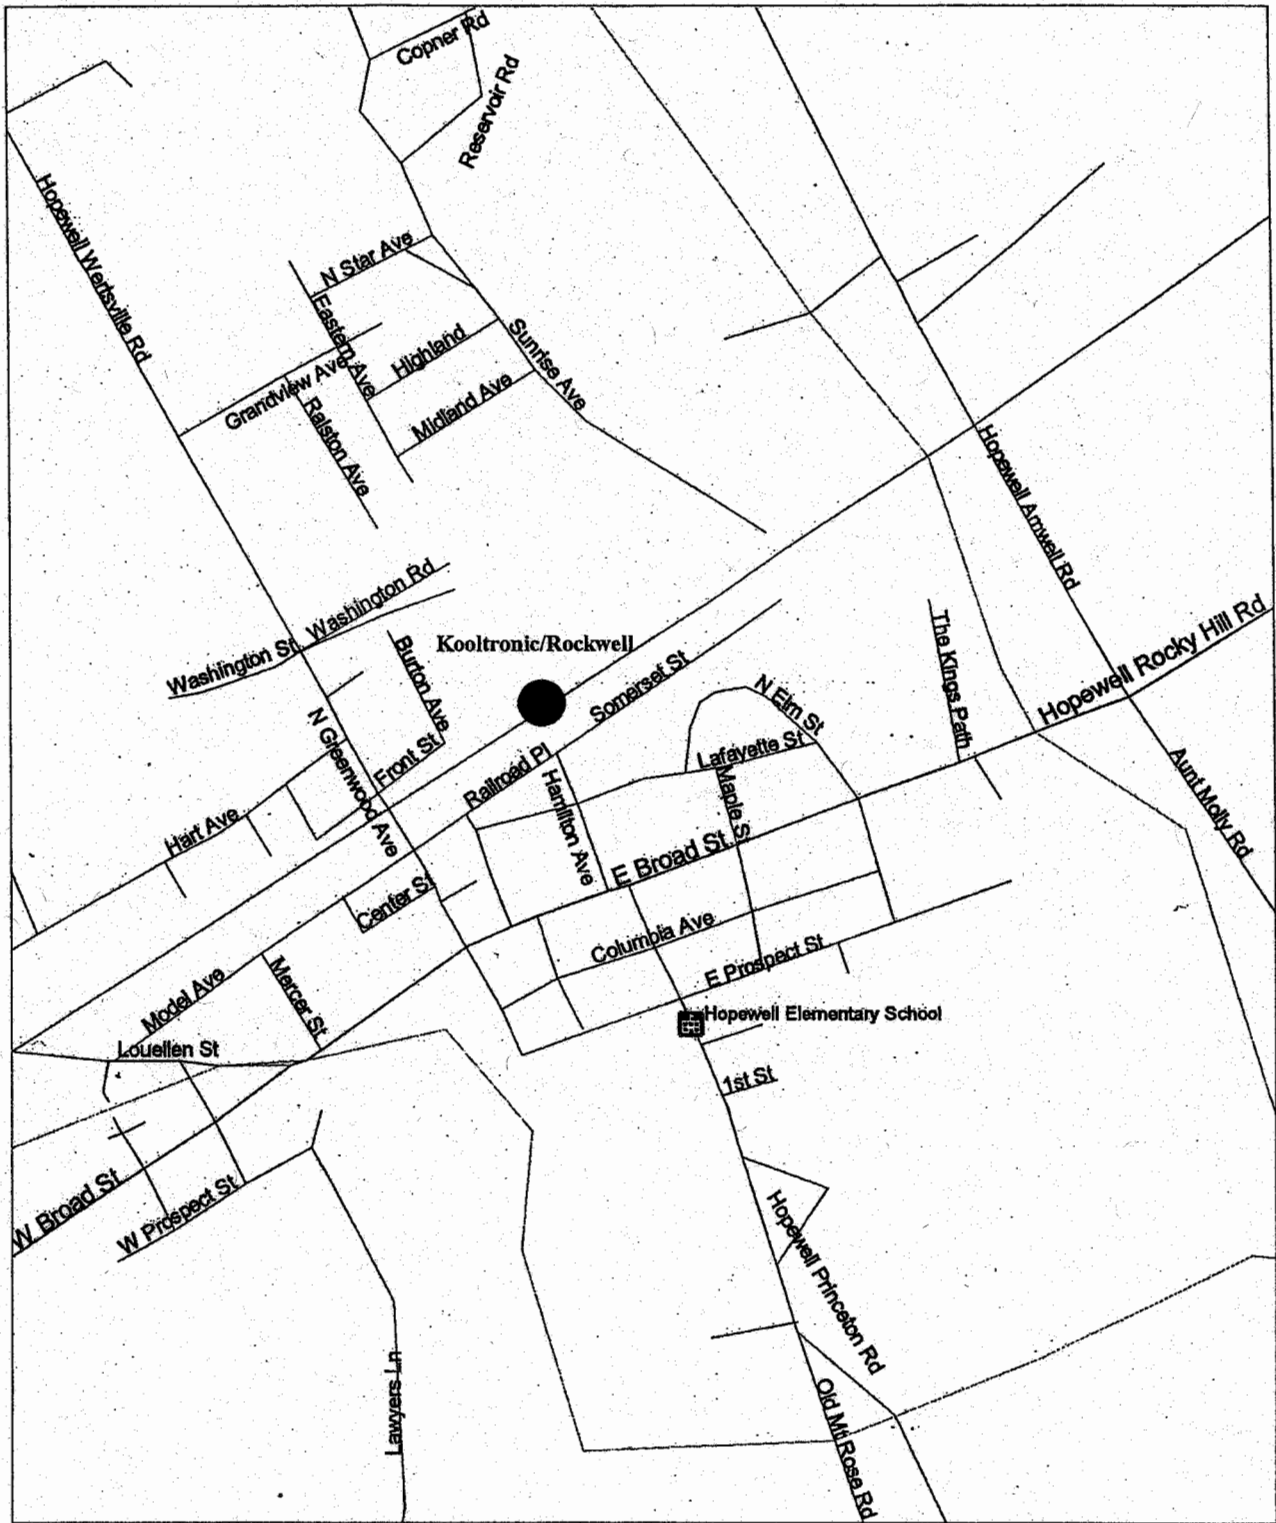 Copner Rd
Reservoir Rd
Hopewell Wertsville Rd
N Star Ave
Eastern Ave
Highland
Sunrise Ave
Grandview Ave
Midland Ave
Ralston Ave
Hopewell Amwell Rd
Washington Rd
Washington St
Burton Ave
Kooltronic/Rockwell
Somerset St
The Kings Path
Hopewell Rocky Hill Rd
N Elm St
N Greenwood Ave
Front St
Railroad Pl
Lafayette St
Hamilton Ave
Maple St
Aunt Molly Rd
Hart Ave
E Broad St
Center St
Columbia Ave
E Prospect St
Mercer St
Model Ave
Hopewell Elementary School
Louellen St
1st St
W Broad St
W Prospect St
Hopewell Princeton Rd
Lawyers Ln
Old Mt Rose Rd